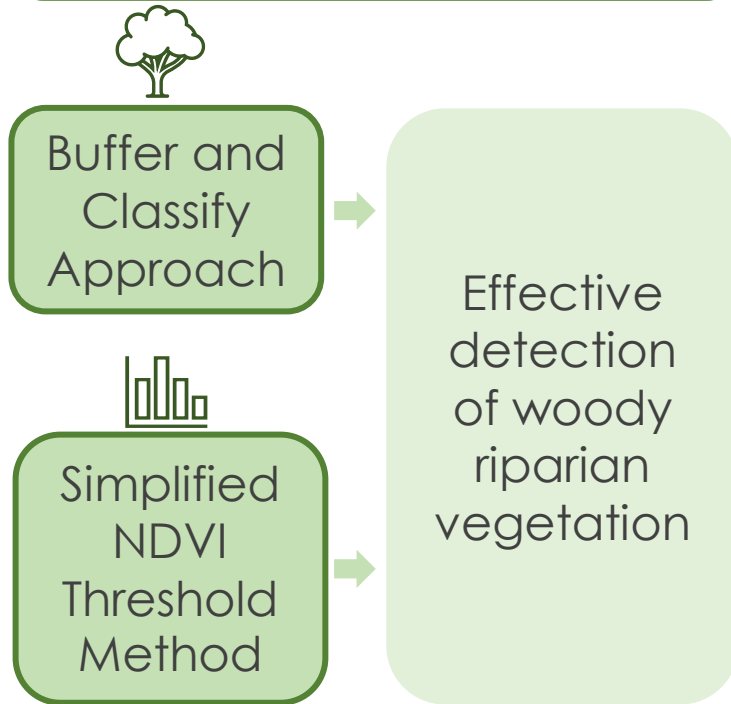 Buffer and
Classify
Approach
Simplified
NDVI
Threshold
Method
Effective
detection
of woody
riparian
vegetation